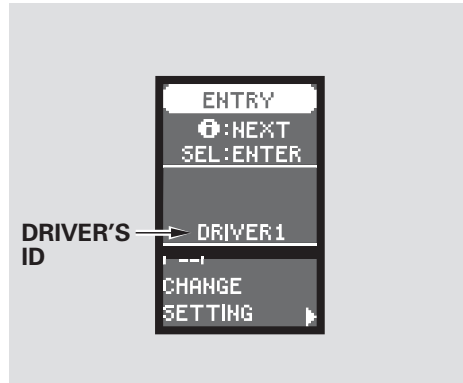 ENTRY
ⓘ:NEXT
SEL:ENTER
DRIVER'S
ID
DRIVER1
CHANGE
SETTING